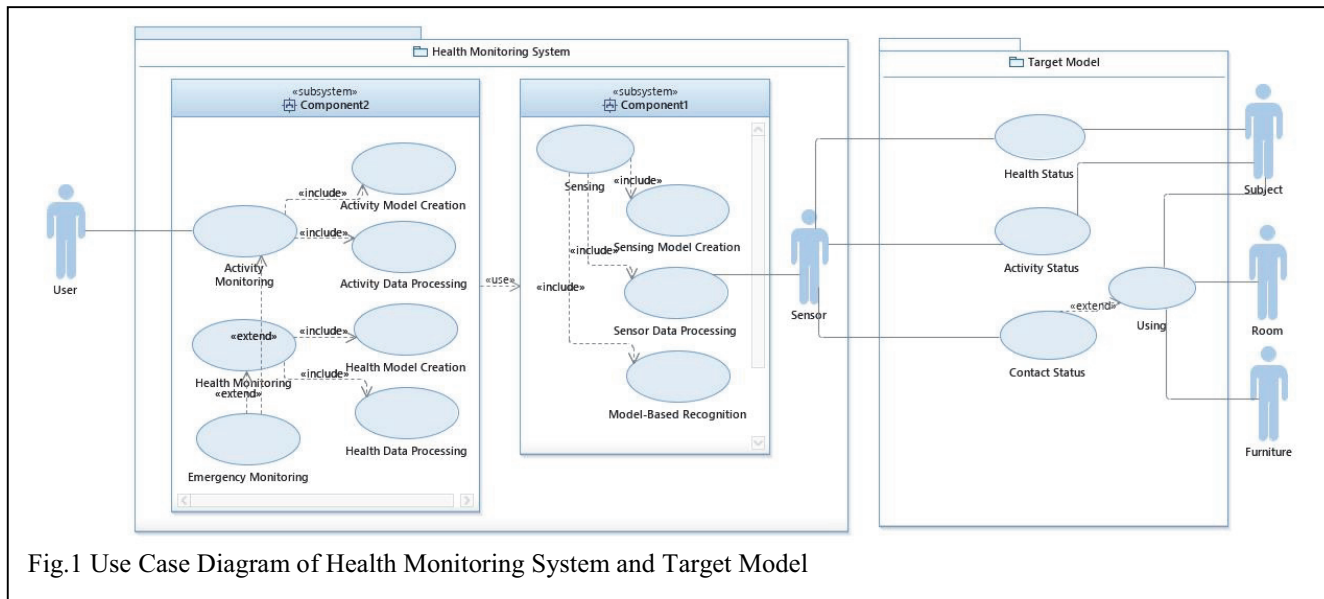 Health Monitoring System
«subsystem»
Component2
«include»
Activity Model Creation
«include»
Activity
Monitoring
Activity Data Processing
«extend»
«include»
Health Monitoring
Health Model Creation
«include»
«extend»
Emergency Monitoring
Health Data Processing
User
«use»
«subsystem»
Component1
Sensing
«include»
Sensing Model Creation
«include»
Sensor Data Processing
«include»
Model-Based Recognition
Sensor
Target Model
Health Status
Activity Status
«extend»
Using
Contact Status
Subject
Room
Furniture
Fig.1 Use Case Diagram of Health Monitoring System and Target Model